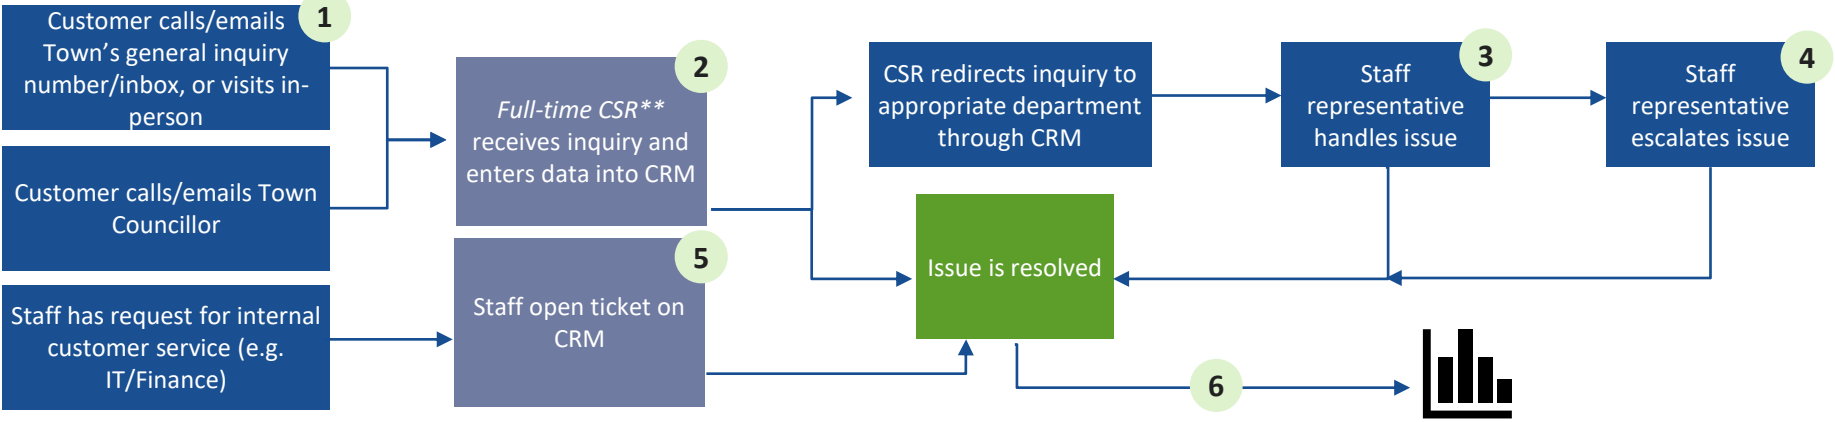 Customer calls/emails
Town’s general inquiry
number/inbox, or visits in-
person
1
Customer calls/emails Town
Councillor
Staff has request for internal
customer service (e.g.
IT/Finance)
2
Full-time CSR**
receives inquiry and
enters data into CRM
5
Staff open ticket on
CRM
CSR redirects inquiry to
appropriate department
through CRM
Issue is resolved
3
Staff
representative
handles issue
4
Staff
representative
escalates issue
6